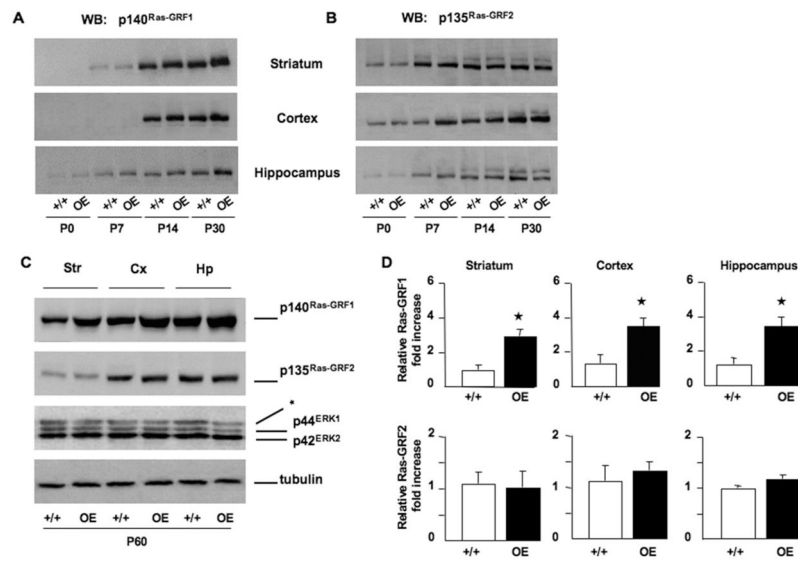 A WB: p140Ras-GRF1
B WB: p135Ras-GRF2
Striatum
Cortex
Hippocampus
+/+ OE +/+ OE +/+ OE +/+ OE
P0 P7 P14 P30
+/+ OE +/+ OE +/+ OE +/+ OE
P0 P7 P14 P30
C
Str Cx Hp
p140Ras-GRF1
p135Ras-GRF2
*
p44ERK1
p42ERK2
tubulin
+/+ OE +/+ OE +/+ OE
P60
D
Striatum Cortex Hippocampus
Relative Ras-GRF1
fold increase
6 4 2 0
6 4 2 0
6 4 2 0
★ ★ ★
+/+ OE +/+ OE +/+ OE
Relative Ras-GRF2
fold increase
2 1 0
2 1 0
2 1 0
+/+ OE +/+ OE +/+ OE